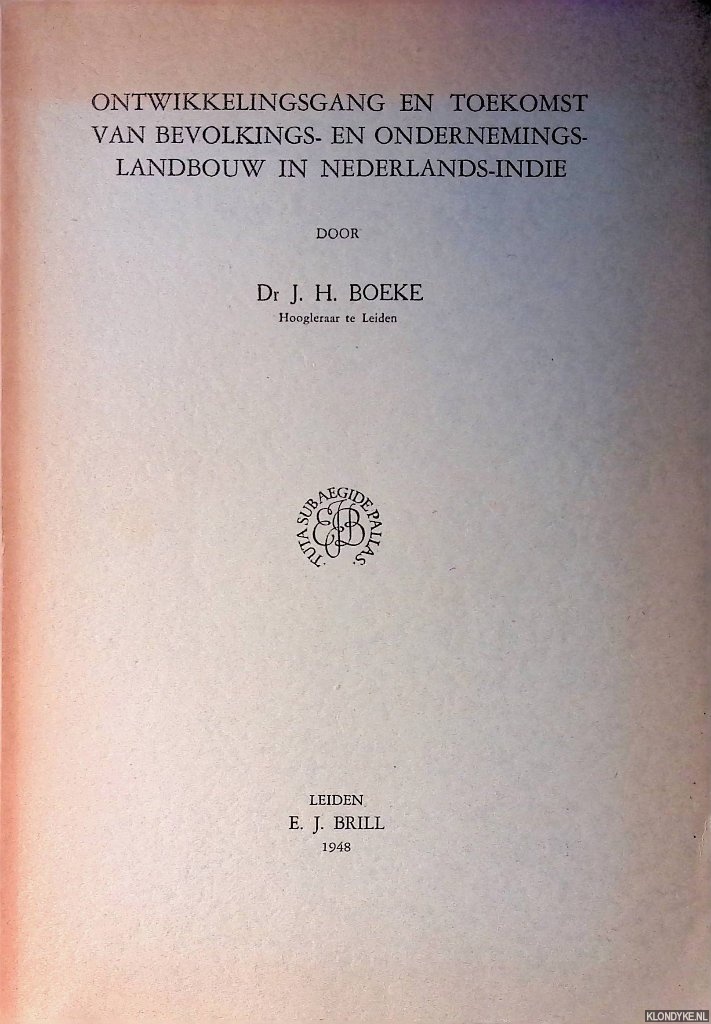 ONTWIKKELINGSGANG EN TOEKOMST
VAN BEVOLKINGS- EN ONDERNEMINGS-
LANDBOUW IN NEDERLANDS-INDIE
DOOR
Dr J. H. BOEKE
Hoogleraar te Leiden
·TUTA SUB AEGIDE PALLAS·
EJB
LEIDEN
E. J. BRILL
1948
KLONDYKE.NL